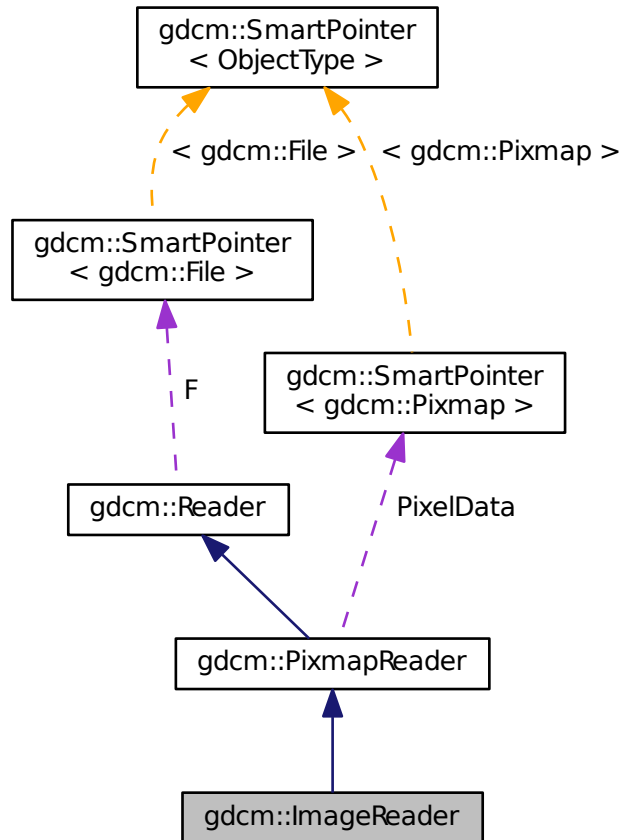 gdcm::SmartPointer
< ObjectType >
< gdcm::File >
< gdcm::Pixmap >
gdcm::SmartPointer
< gdcm::File >
gdcm::SmartPointer
< gdcm::Pixmap >
F
gdcm::Reader
PixelData
gdcm::PixmapReader
gdcm::ImageReader